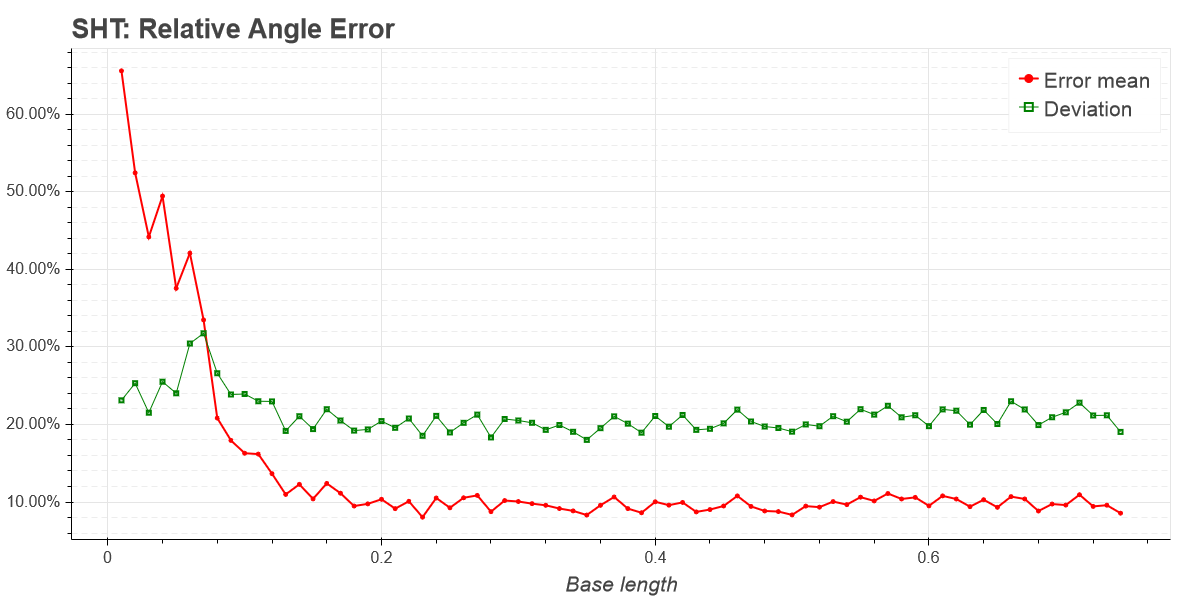 SHT: Relative Angle Error
Error mean
Deviation
60.00%
50.00%
40.00%
30.00%
20.00%
10.00%
0
0.2
0.4
0.6
Base length